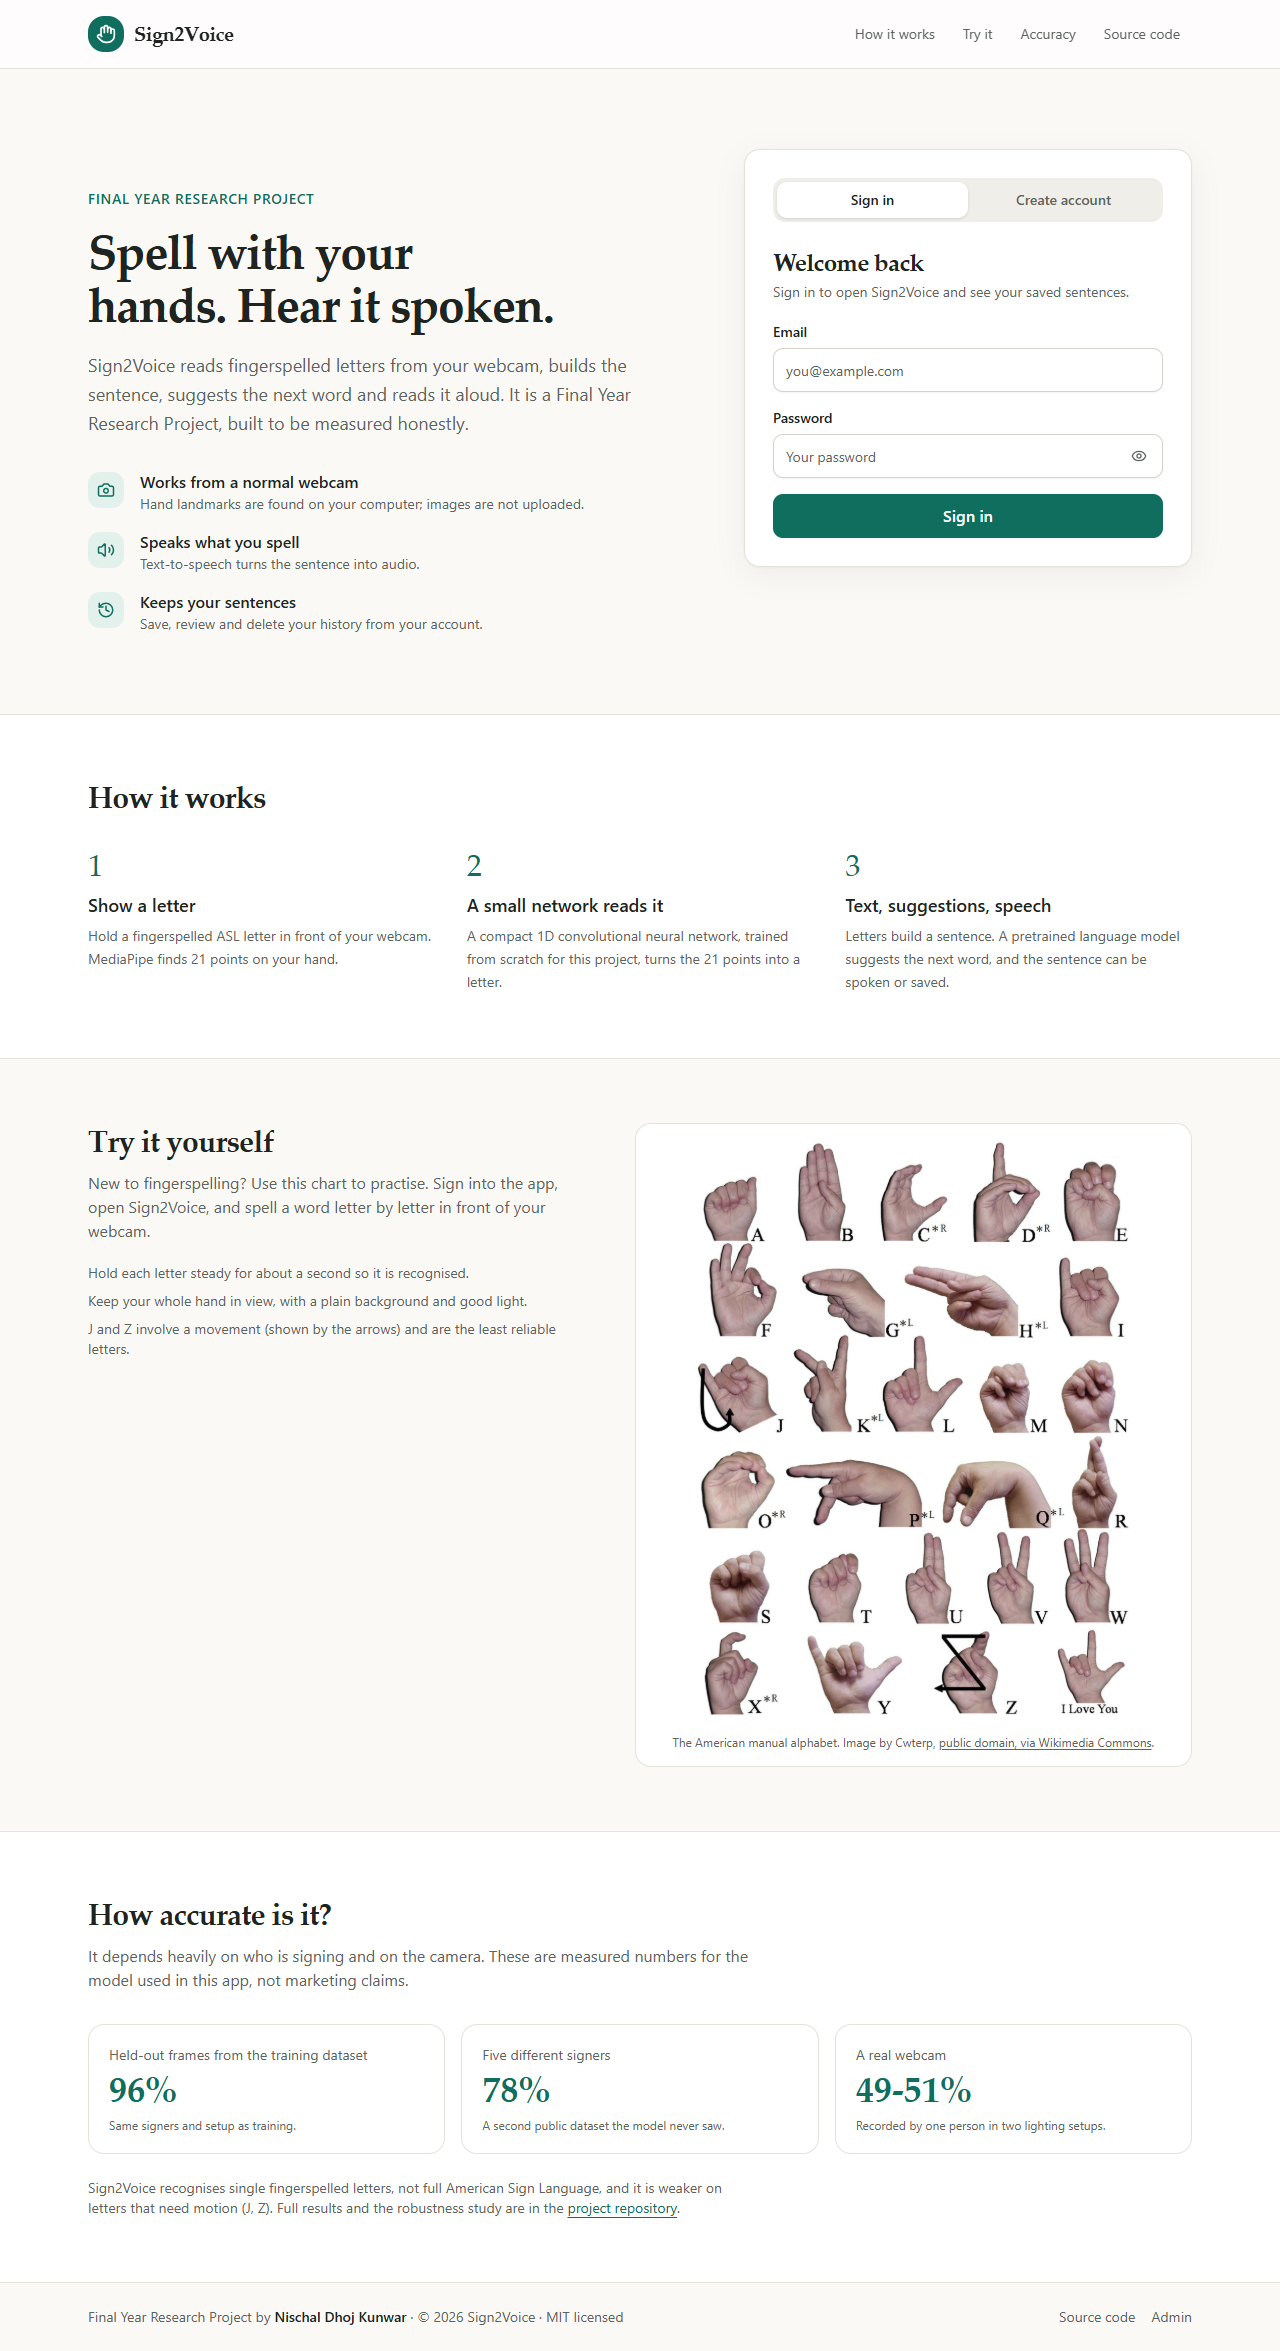 Sign2Voice
How it works
Try it
Accuracy
Source code
FINAL YEAR RESEARCH PROJECT
Spell with your
hands. Hear it spoken.
Sign2Voice reads fingerspelled letters from your webcam, builds the
sentence, suggests the next word and reads it aloud. It is a Final Year
Research Project, built to be measured honestly.
Works from a normal webcam
Hand landmarks are found on your computer; images are not uploaded.
Speaks what you spell
Text-to-speech turns the sentence into audio.
Keeps your sentences
Save, review and delete your history from your account.
Sign in
Create account
Welcome back
Sign in to open Sign2Voice and see your saved sentences.
Email
you@example.com
Password
Your password
Sign in
How it works
1
Show a letter
Hold a fingerspelled ASL letter in front of your webcam.
MediaPipe finds 21 points on your hand.
2
A small network reads it
A compact 1D convolutional neural network, trained
from scratch for this project, turns the 21 points into a
letter.
3
Text, suggestions, speech
Letters build a sentence. A pretrained language model
suggests the next word, and the sentence can be
spoken or saved.
Try it yourself
New to fingerspelling? Use this chart to practise. Sign into the app,
open Sign2Voice, and spell a word letter by letter in front of your
webcam.
Hold each letter steady for about a second so it is recognised.
Keep your whole hand in view, with a plain background and good light.
J and Z involve a movement (shown by the arrows) and are the least reliable
letters.
A B C*R D*R E
F G*L H*L I
J K*L L M N
O*R P*L Q*L R
S T U V W
X*R Y Z I Love You
The American manual alphabet. Image by Cwterp, public domain, via Wikimedia Commons.
How accurate is it?
It depends heavily on who is signing and on the camera. These are measured numbers for the
model used in this app, not marketing claims.
Held-out frames from the training dataset
96%
Same signers and setup as training.
Five different signers
78%
A second public dataset the model never saw.
A real webcam
49-51%
Recorded by one person in two lighting setups.
Sign2Voice recognises single fingerspelled letters, not full American Sign Language, and it is weaker on
letters that need motion (J, Z). Full results and the robustness study are in the project repository.
Final Year Research Project by Nischal Dhoj Kunwar · © 2026 Sign2Voice · MIT licensed
Source code
Admin